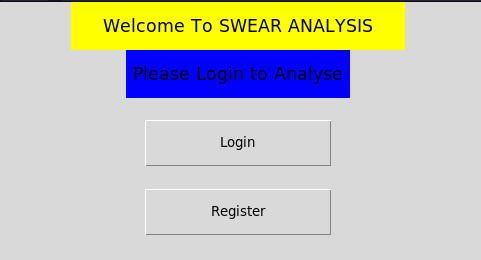 Welcome To SWEAR ANALYSIS
Please Login to Analyse
Login
Register